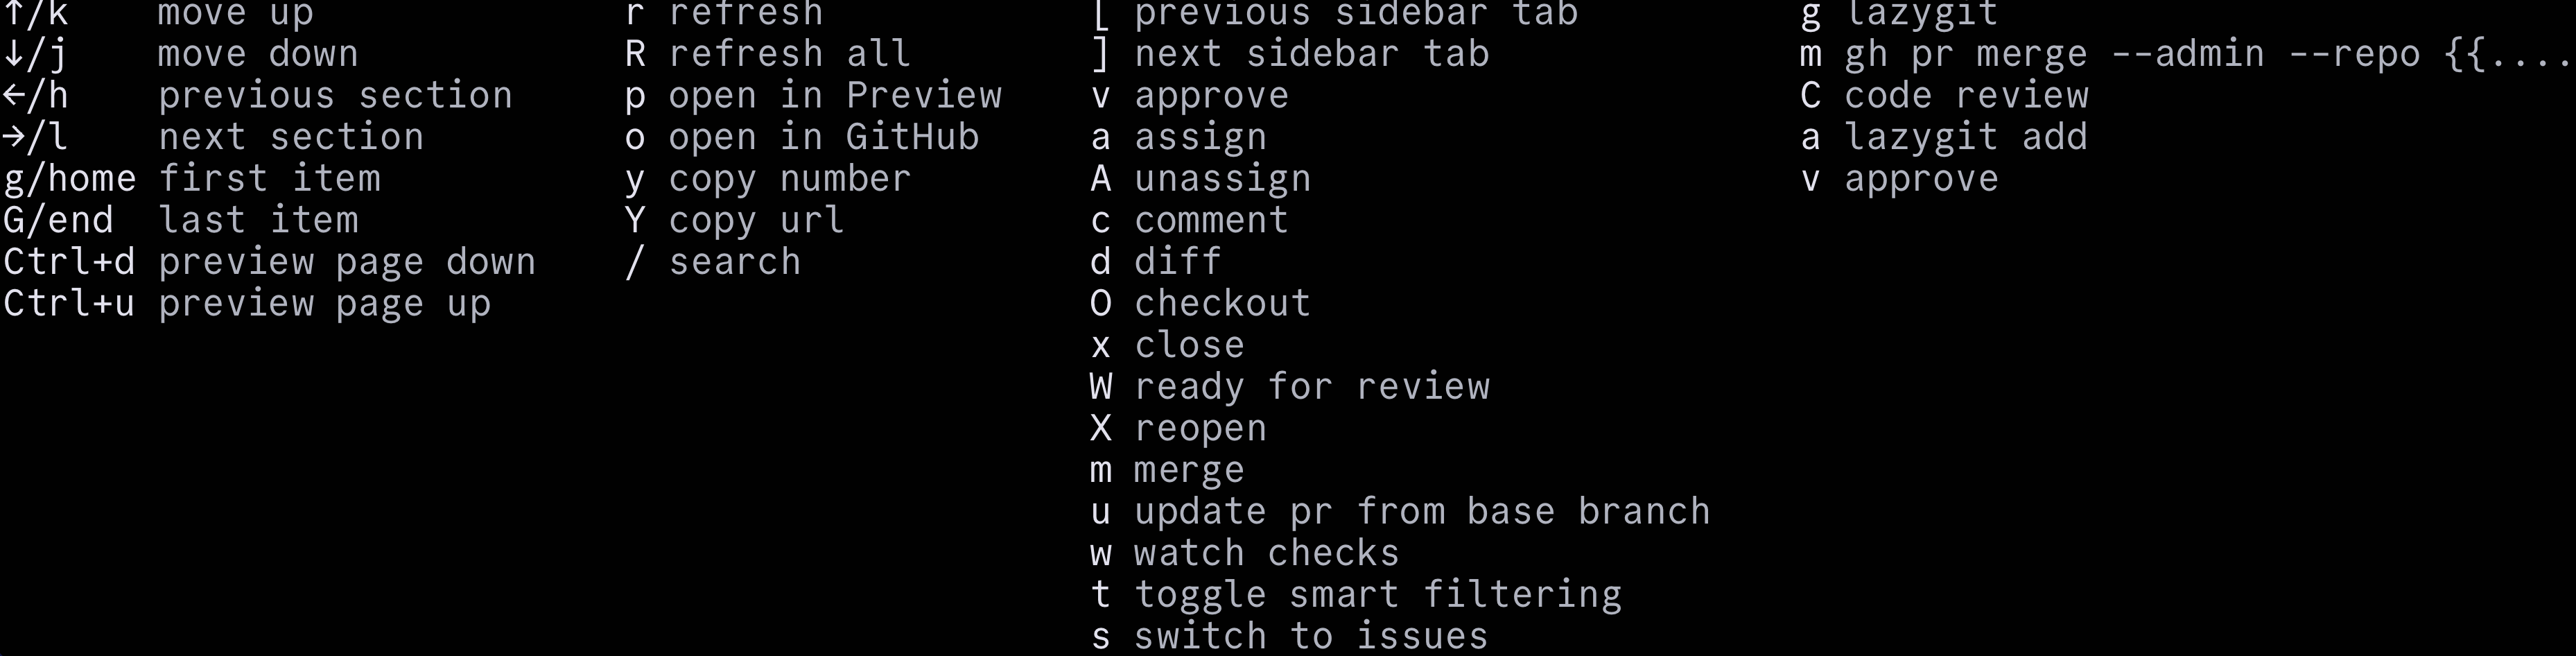 ↑/k move up
↓/j move down
←/h previous section
→/l next section
g/home first item
G/end last item
Ctrl+d preview page down
Ctrl+u preview page up
r refresh
R refresh all
p open in Preview
o open in GitHub
y copy number
Y copy url
/ search
[ previous sidebar tab
] next sidebar tab
v approve
a assign
A unassign
c comment
d diff
O checkout
x close
W ready for review
X reopen
m merge
u update pr from base branch
w watch checks
t toggle smart filtering
s switch to issues
g lazygit
m gh pr merge --admin --repo {{....
C code review
a lazygit add
v approve